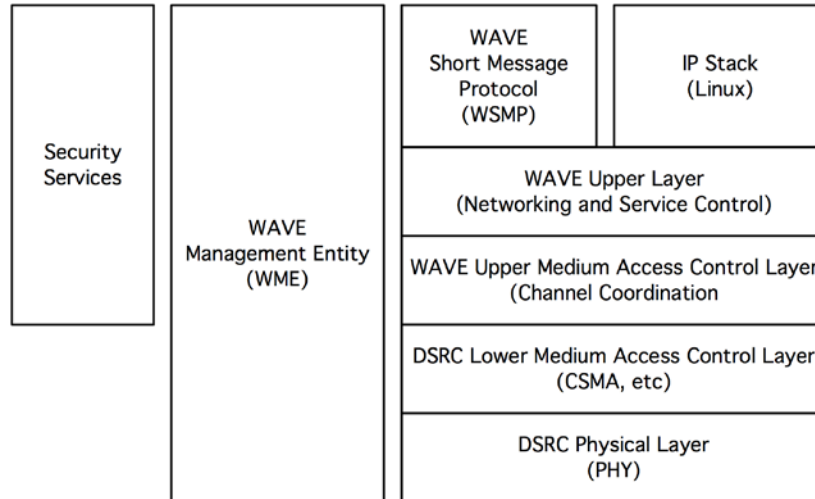 Security
Services
WAVE
Management Entity
(WME)
WAVE
Short Message
Protocol
(WSMP)
IP Stack
(Linux)
WAVE Upper Layer
(Networking and Service Control)
WAVE Upper Medium Access Control Layer
(Channel Coordination
DSRC Lower Medium Access Control Layer
(CSMA, etc)
DSRC Physical Layer
(PHY)